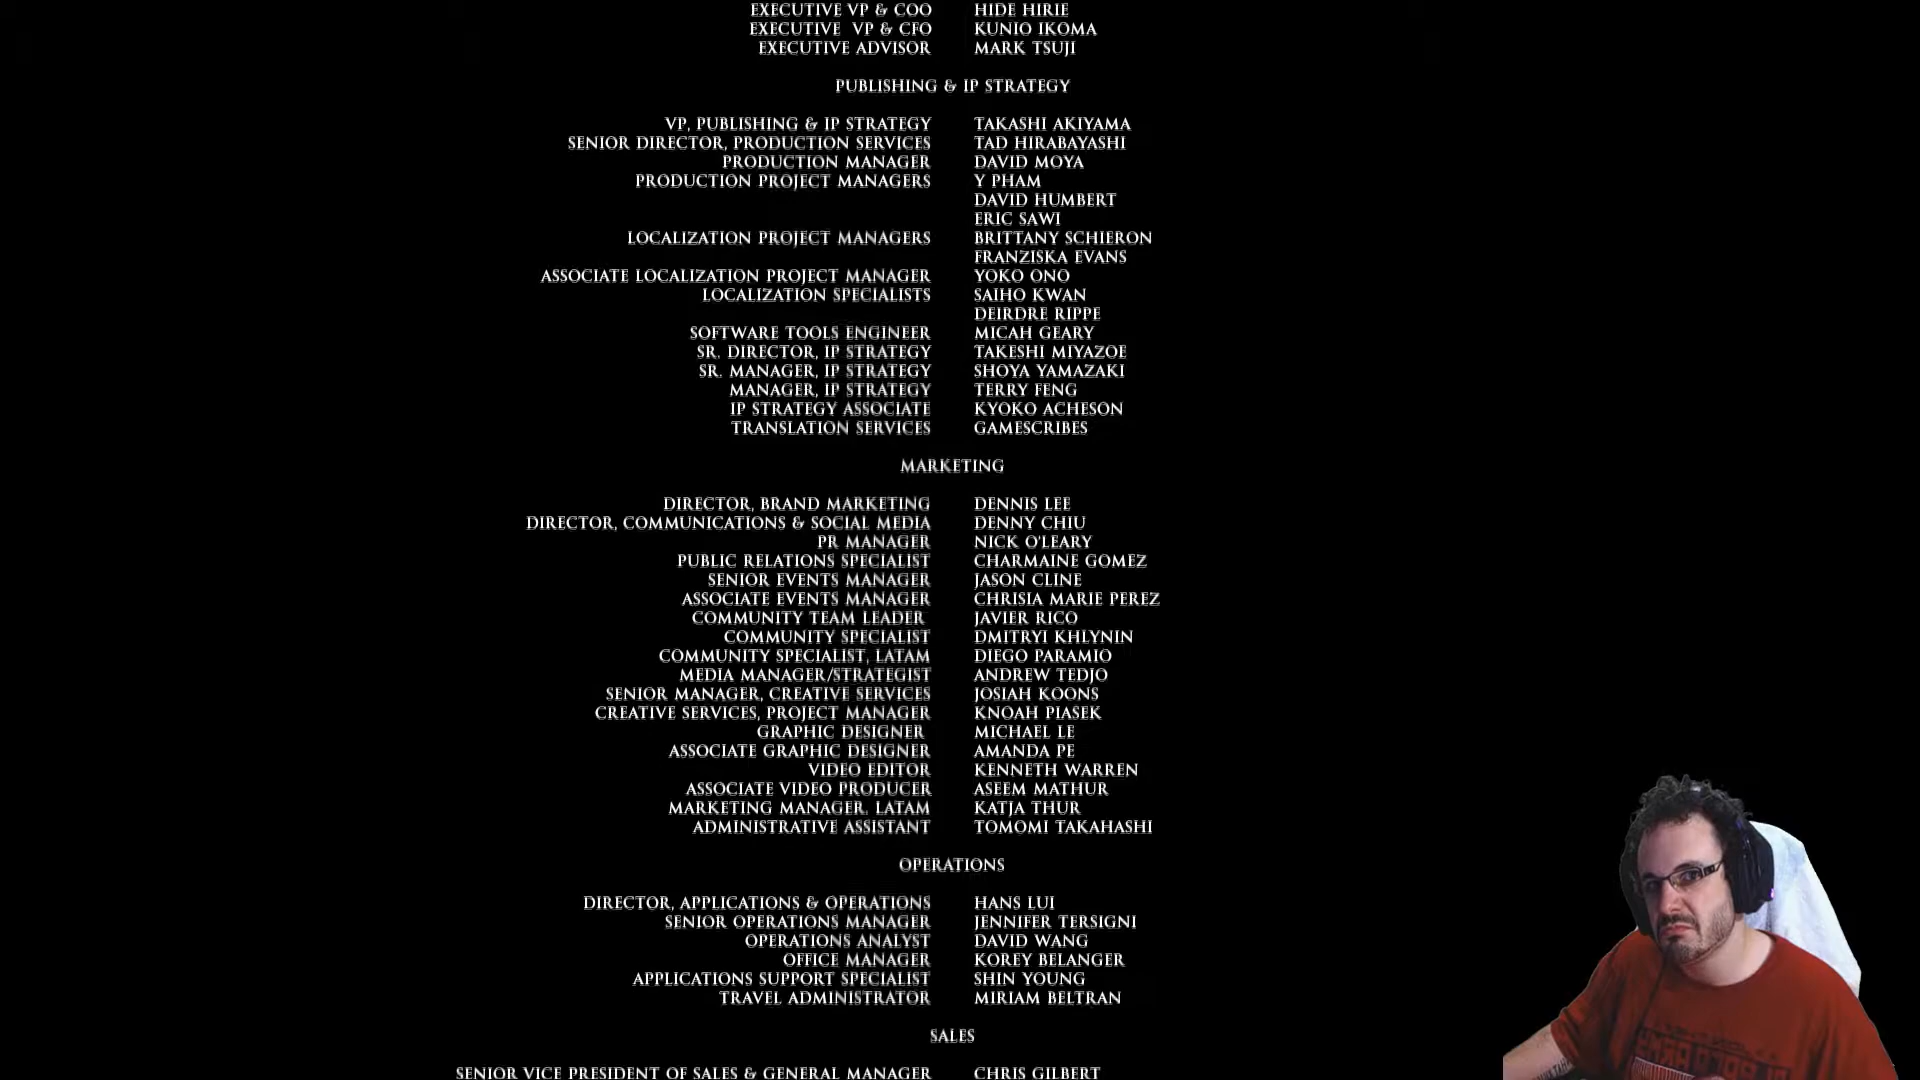 EXECUTIVE VP & COO HIDE HIRIE
EXECUTIVE VP & CFO KUNIO IKOMA
EXECUTIVE ADVISOR MARK TSUJI
PUBLISHING & IP STRATEGY
VP, PUBLISHING & IP STRATEGY TAKASHI AKIYAMA
SENIOR DIRECTOR, PRODUCTION SERVICES TAD HIRABAYASHI
PRODUCTION MANAGER DAVID MOYA
PRODUCTION PROJECT MANAGERS Y PHAM
DAVID HUMBERT
ERIC SAWI
LOCALIZATION PROJECT MANAGERS BRITTANY SCHIERON
FRANZISKA EVANS
ASSOCIATE LOCALIZATION PROJECT MANAGER YOKO ONO
LOCALIZATION SPECIALISTS SAIHO KWAN
DEIRDRE RIPPE
SOFTWARE TOOLS ENGINEER MICAH GEARY
SR. DIRECTOR, IP STRATEGY TAKESHI MIYAZOE
SR. MANAGER, IP STRATEGY SHOYA YAMAZAKI
MANAGER, IP STRATEGY TERRY FENG
IP STRATEGY ASSOCIATE KYOKO ACHESON
TRANSLATION SERVICES GAMESCRIBES
MARKETING
DIRECTOR, BRAND MARKETING DENNIS LEE
DIRECTOR, COMMUNICATIONS & SOCIAL MEDIA DENNY CHIU
PR MANAGER NICK O'LEARY
PUBLIC RELATIONS SPECIALIST CHARMAINE GOMEZ
SENIOR EVENTS MANAGER JASON CLINE
ASSOCIATE EVENTS MANAGER CHRISIA MARIE PEREZ
COMMUNITY TEAM LEADER JAVIER RICO
COMMUNITY SPECIALIST DMITRYI KHLYNIN
COMMUNITY SPECIALIST, LATAM DIEGO PARAMIO
MEDIA MANAGER/STRATEGIST ANDREW TEDJO
SENIOR MANAGER, CREATIVE SERVICES JOSIAH KOONS
CREATIVE SERVICES, PROJECT MANAGER KNOAH PIASEK
GRAPHIC DESIGNER MICHAEL LE
ASSOCIATE GRAPHIC DESIGNER AMANDA PE
VIDEO EDITOR KENNETH WARREN
ASSOCIATE VIDEO PRODUCER ASEEM MATHUR
MARKETING MANAGER, LATAM KATJA THUR
ADMINISTRATIVE ASSISTANT TOMOMI TAKAHASHI
OPERATIONS
DIRECTOR, APPLICATIONS & OPERATIONS HANS LUI
SENIOR OPERATIONS MANAGER JENNIFER TERSIGNI
OPERATIONS ANALYST DAVID WANG
OFFICE MANAGER KOREY BELANGER
APPLICATIONS SUPPORT SPECIALIST SHIN YOUNG
TRAVEL ADMINISTRATOR MIRIAM BELTRAN
SALES
SENIOR VICE PRESIDENT OF SALES & GENERAL MANAGER CHRIS GILBERT